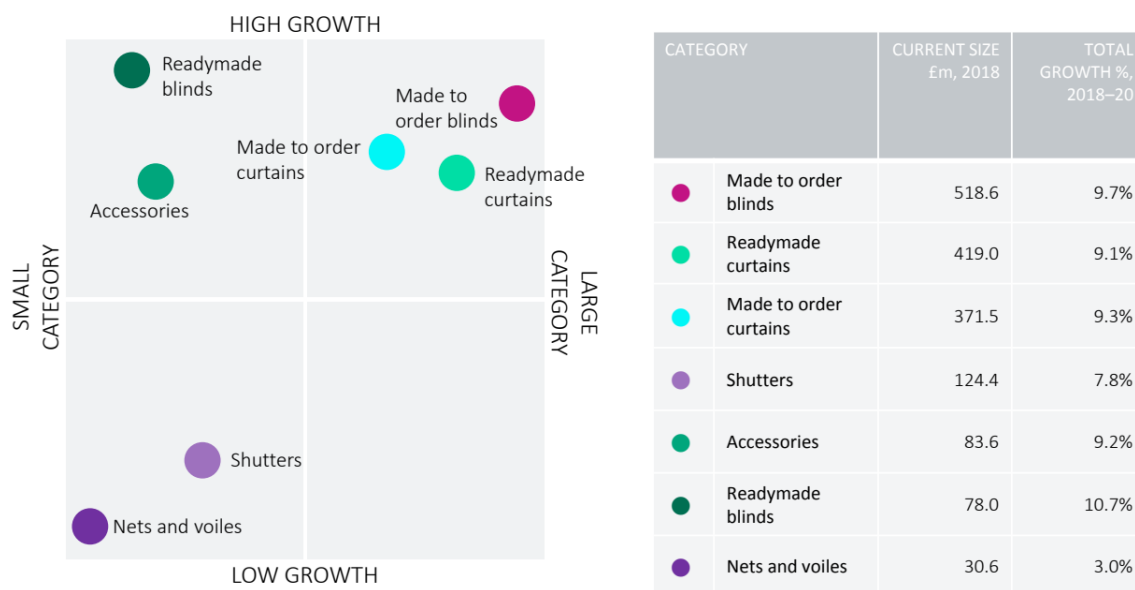 HIGH GROWTH
Readymade
blinds
Made to
order blinds
Made to order
curtains
Readymade
curtains
Accessories
SMALL
CATEGORY
LARGE
CATEGORY
Shutters
Nets and voiles
LOW GROWTH
CATEGORY
CURRENT SIZE
£m, 2018
TOTAL
GROWTH %,
2018–20
Made to order
blinds
518.6
9.7%
Readymade
curtains
419.0
9.1%
Made to order
curtains
371.5
9.3%
Shutters
124.4
7.8%
Accessories
83.6
9.2%
Readymade
blinds
78.0
10.7%
Nets and voiles
30.6
3.0%